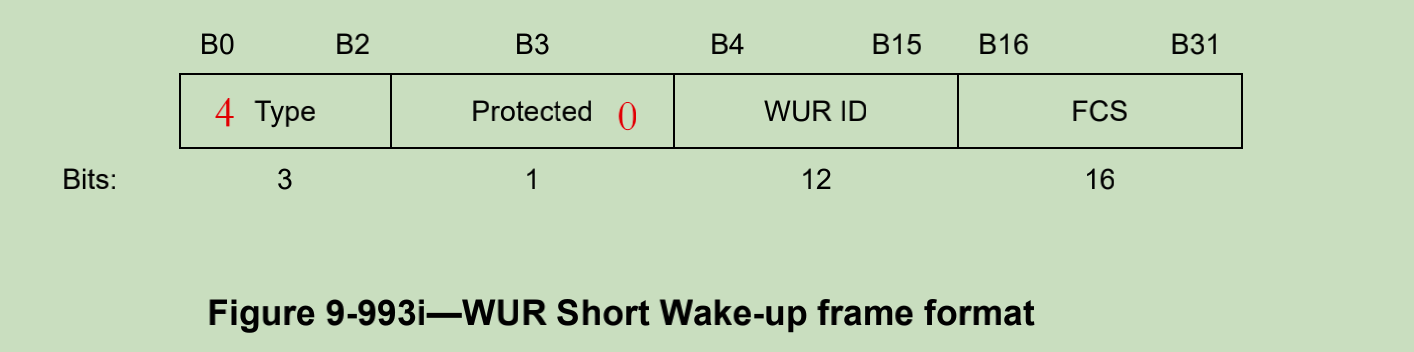 B0 B2 B3 B4 B15 B16 B31
4 Type Protected 0 WUR ID FCS
Bits: 3 1 12 16
Figure 9-993i—WUR Short Wake-up frame format